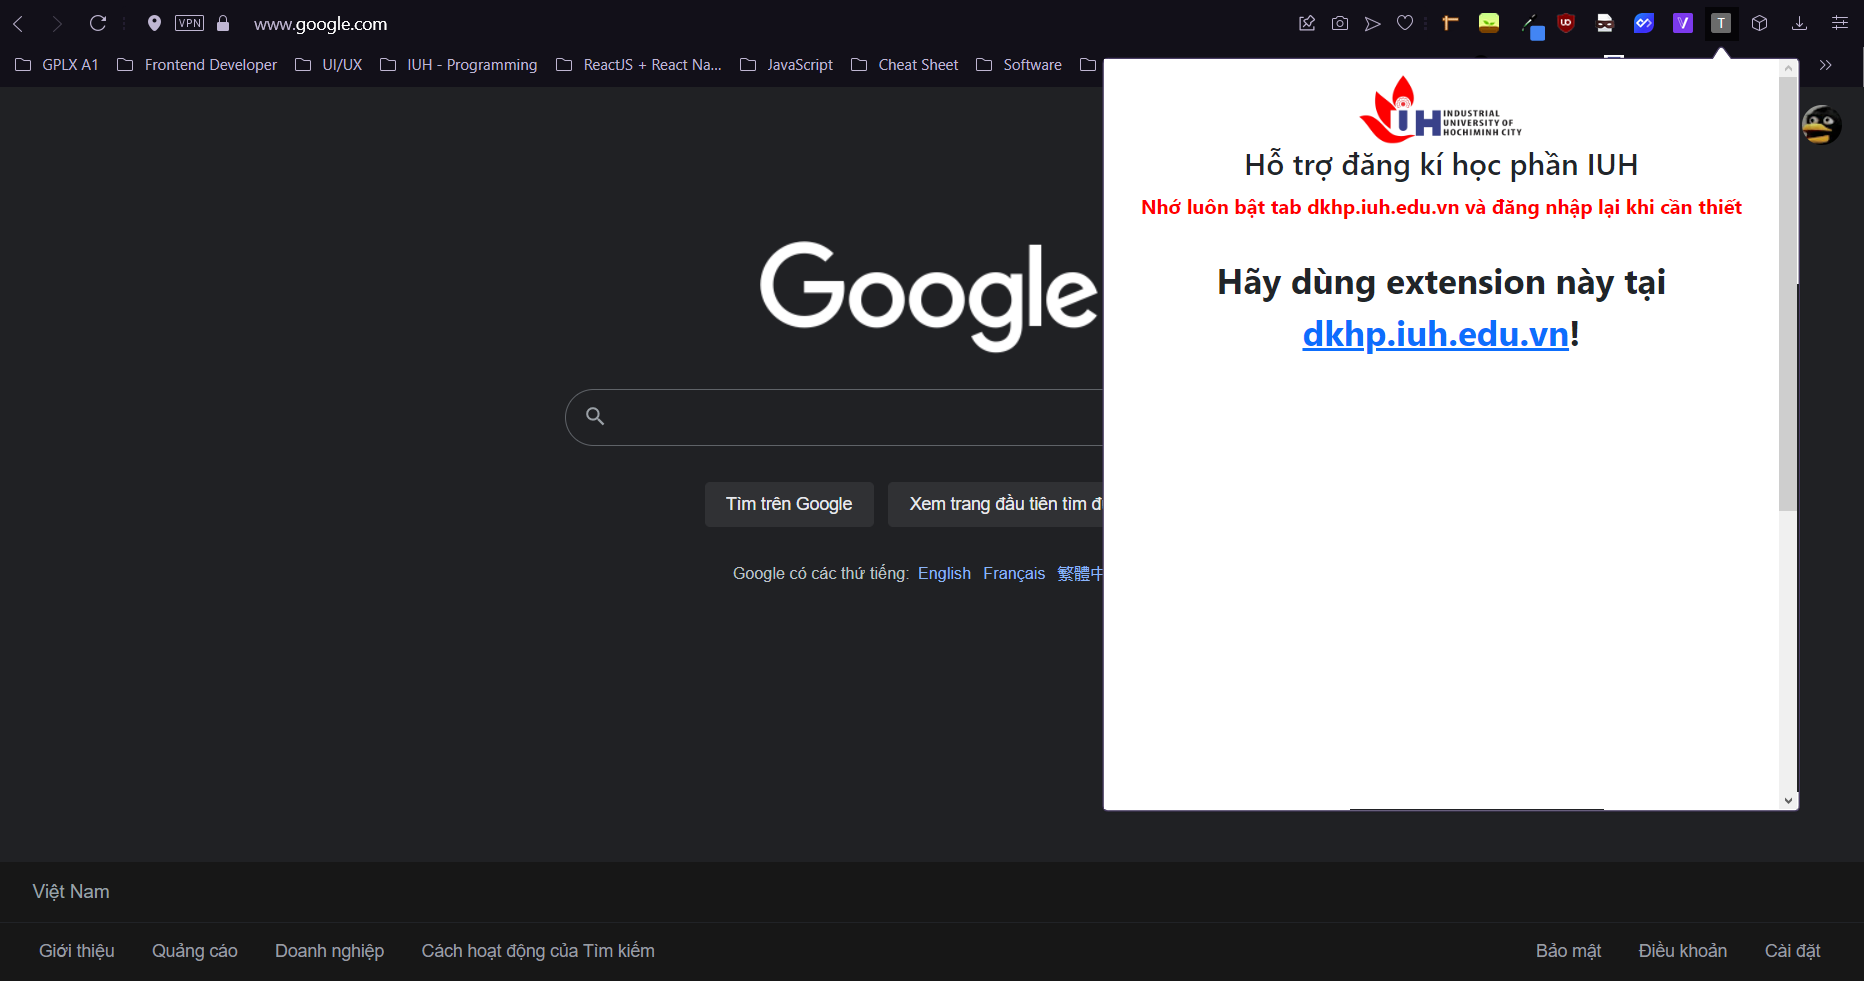 VPN
www.google.com
T
GPLX A1
Frontend Developer
UI/UX
IUH - Programming
ReactJS + React Na...
JavaScript
Cheat Sheet
Software
INDUSTRIAL
UNIVERSITY OF
HOCHIMINH CITY
IUH
Hỗ trợ đăng kí học phần IUH
Nhớ luôn bật tab dkhp.iuh.edu.vn và đăng nhập lại khi cần thiết
Hãy dùng extension này tại
dkhp.iuh.edu.vn!
Google
Tìm trên Google
Xem trang đầu tiên tìm đ
Google có các thứ tiếng: English Français 繁體中
Việt Nam
Giới thiệu
Quảng cáo
Doanh nghiệp
Cách hoạt động của Tìm kiếm
Bảo mật
Điều khoản
Cài đặt